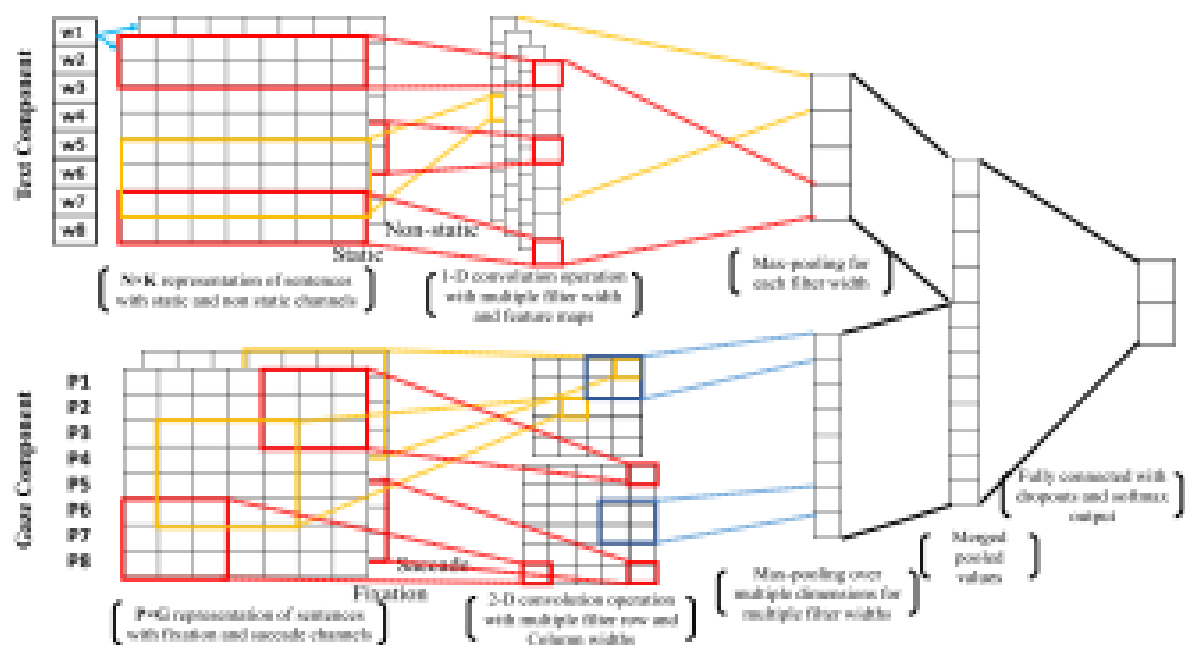 Text Component
w1
w2
w3
w4
w5
w6
w7
w8
Non-static
Static
N×K representation of sentences
with static and non static channels
1-D convolution operation
with multiple filter width
and feature maps
Max-pooling for
each filter width
Gaze Component
P1
P2
P3
P4
P5
P6
P7
P8
Saccade
Fixation
P×G representation of sentences
with fixation and saccade channels
2-D convolution operation
with multiple filter row and
Column widths
Max-pooling over
multiple dimensions for
multiple filter widths
Merged
pooled
values
Fully connected with
dropouts and softmax
output